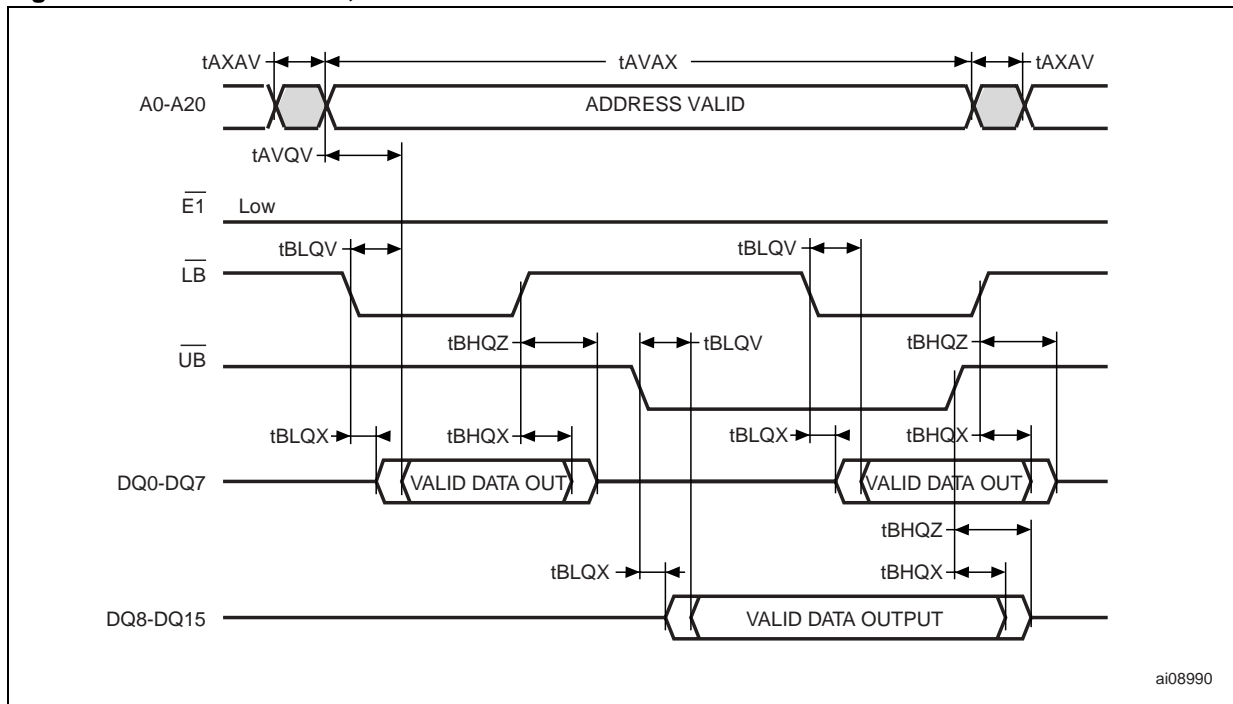 tAXAV tAVAX tAXAV
A0-A20 ADDRESS VALID
tAVQV
E1 Low
tBLQV tBLQV
LB
tBHQZ tBLQV tBHQZ
UB
tBLQX tBHQX tBLQX tBHQX
DQ0-DQ7 VALID DATA OUT VALID DATA OUT
tBHQZ
tBLQX tBHQX
DQ8-DQ15 VALID DATA OUTPUT
ai08990